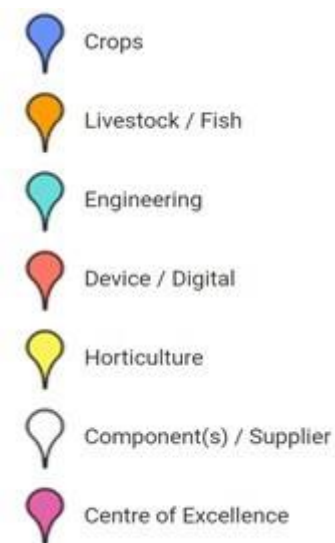 Crops
Livestock / Fish
Engineering
Device / Digital
Horticulture
Component(s) / Supplier
Centre of Excellence